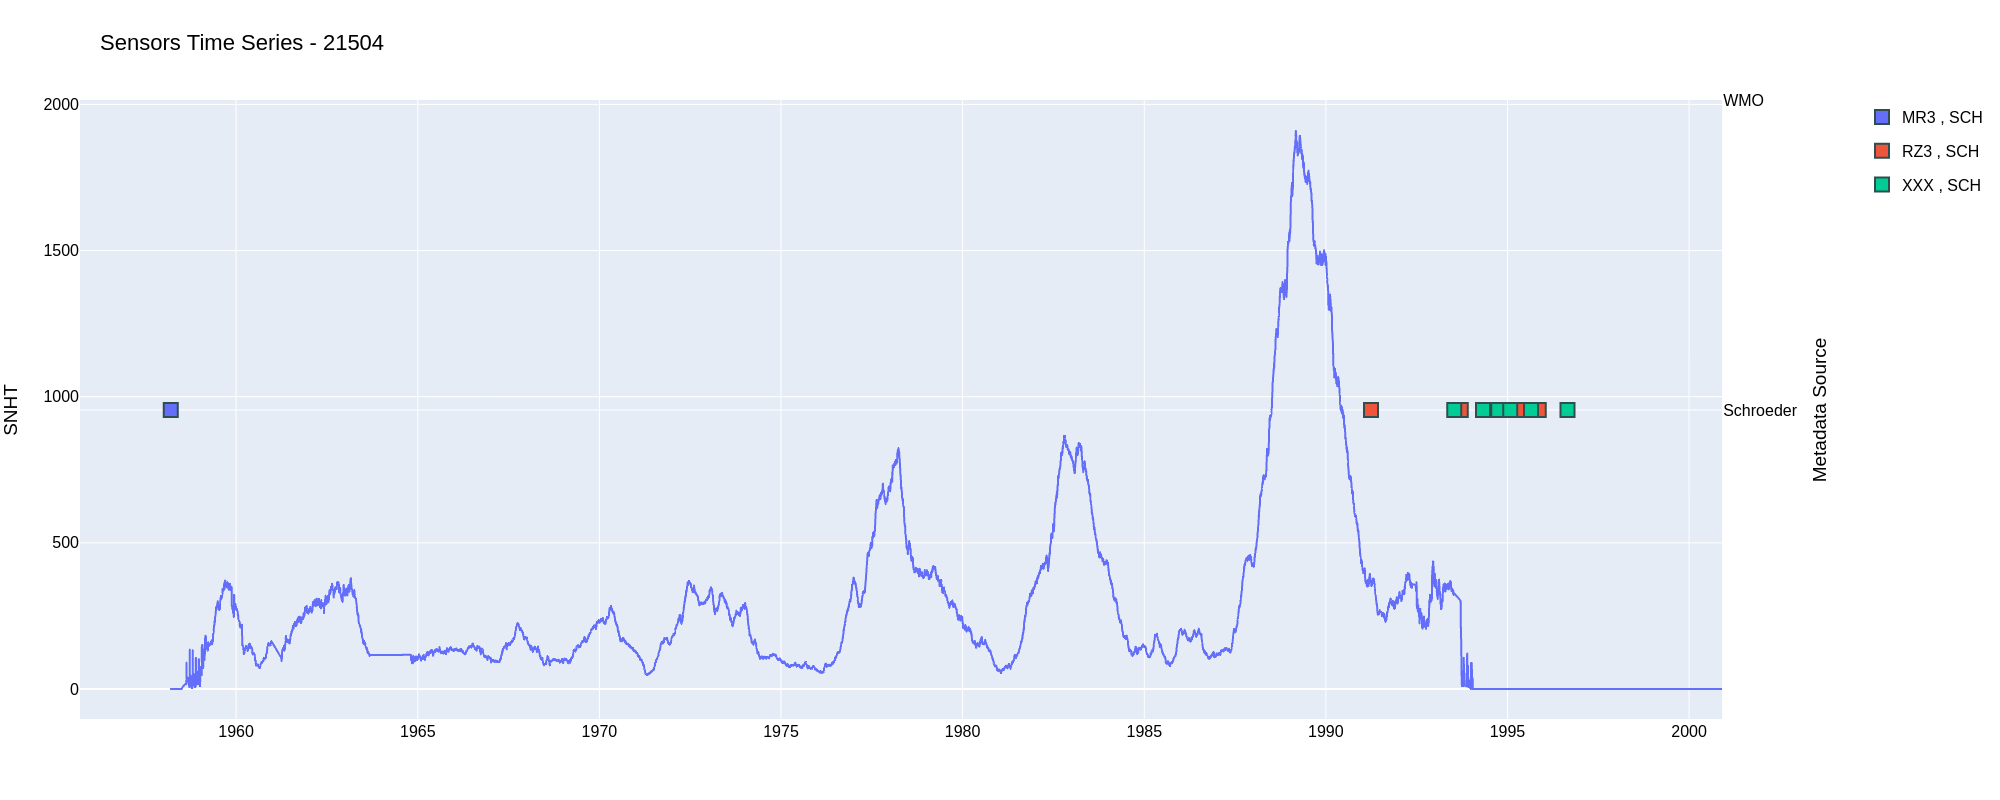 Sensors Time Series - 21504
2000
1500
1000
500
0
SNHT
1960
1965
1970
1975
1980
1985
1990
1995
2000
WMO
Schroeder
Metadata Source
MR3 , SCH
RZ3 , SCH
XXX , SCH